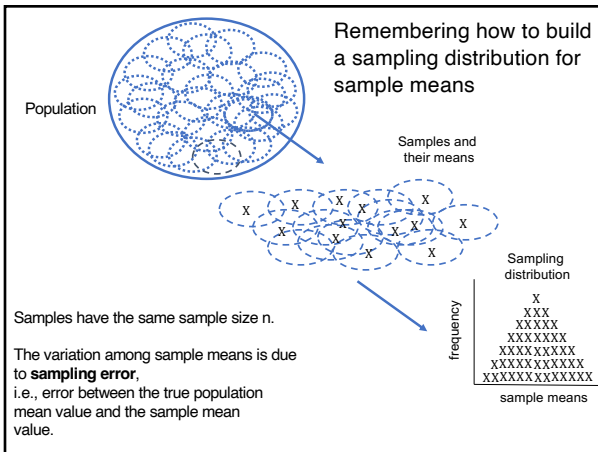 Remembering how to build
a sampling distribution for
sample means
Population
Samples and
their means
X X X X X X X X X X X X X X X
Sampling
distribution
frequency
X
XXX
XXXXX
XXXXXXX
XXXXXXXXX
XXXXXXXXXXX
XXXXXXXXXXXXX
sample means
Samples have the same sample size n.
The variation among sample means is due
to sampling error,
i.e., error between the true population
mean value and the sample mean
value.